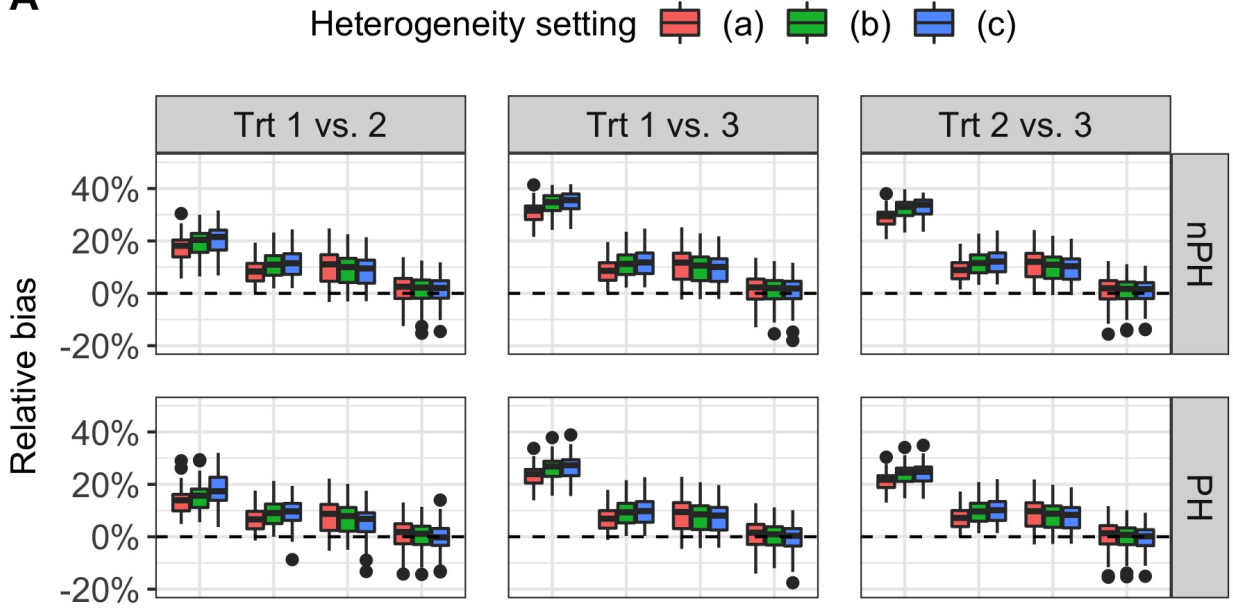 A
Heterogeneity setting (a) (b) (c)
Trt 1 vs. 2 Trt 1 vs. 3 Trt 2 vs. 3
Relative bias
40%
20%
0%
-20%
nPH
40%
20%
0%
-20%
PH